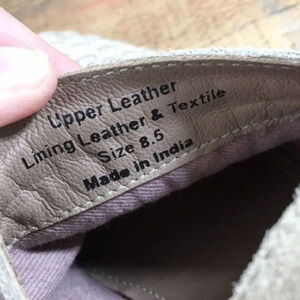 Upper Leather
Lining Leather & Textile
Size 8.5
Made in India